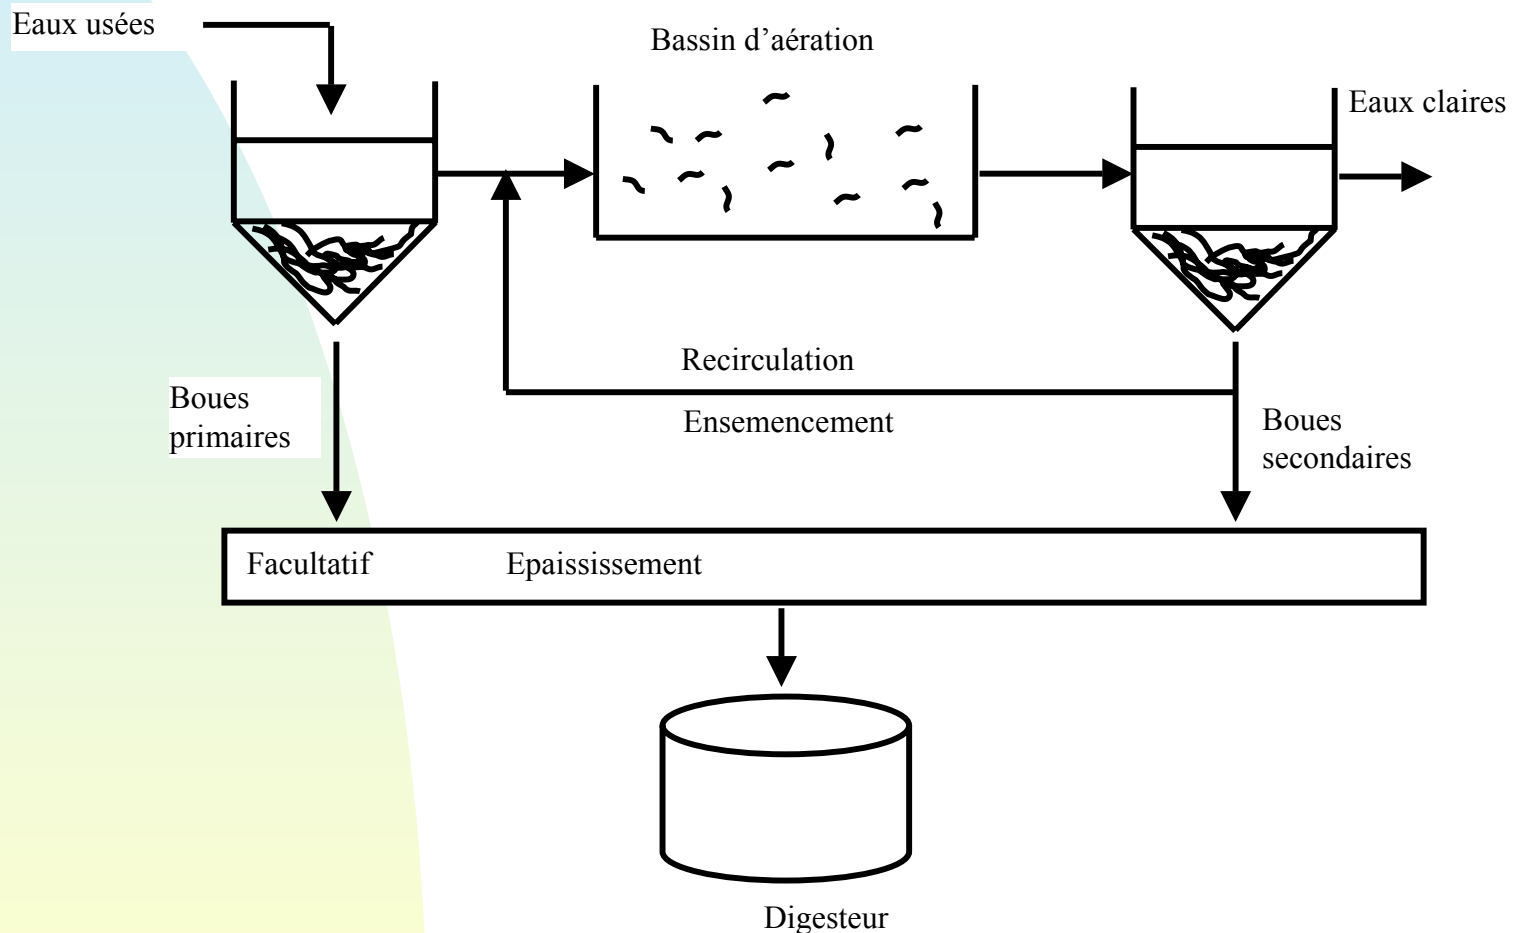 Eaux usées
Bassin d’aération
Eaux claires
Recirculation
Ensemencement
Boues
primaires
Boues
secondaires
Facultatif
Epaississement
Digesteur